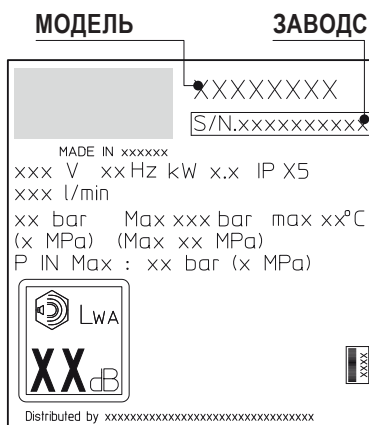 МОДЕЛЬ ЗАВОДС
XXXXXXXX
S/N.xxxxxxxxxx
MADE IN xxxxxx
xxx V xx Hz kW x.x IP X5
xxx l/min
xx bar Max xxx bar max xx°C
(x MPa) (Max xx MPa)
P IN Max : xx bar (x MPa)
LWA
XX dB
XXXX
Distributed by xxxxxxxxxxxxxxxxxxxxxxxxxxxxxxxxx